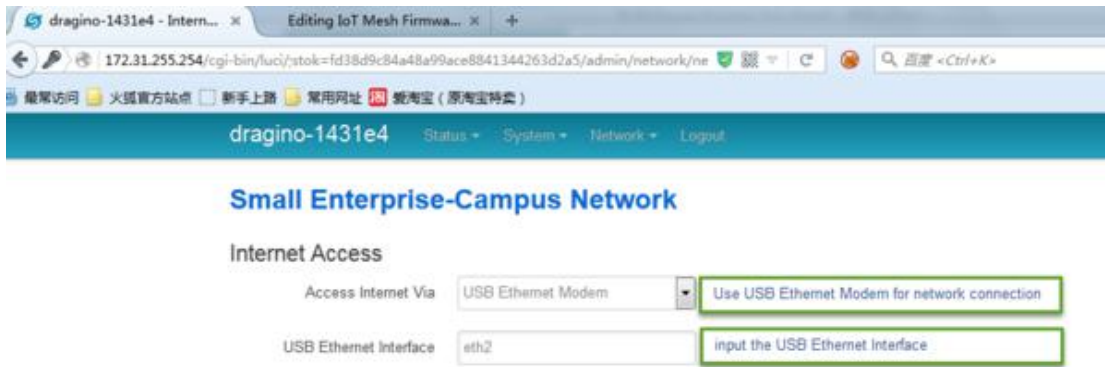 dragino-1431e4 - Intern... × Editing IoT Mesh Firmwa... × +
172.31.255.254/cgi-bin/luci/;stok=fd38d9c84a48a99ace8841344263d2a5/admin/network/ne 百度 <Ctrl+K>
最常访问 火狐官方站点 新手上路 常用网址 爱淘宝（原淘宝特卖）
dragino-1431e4 Status System Network Logout
Small Enterprise-Campus Network
Internet Access
Access Internet Via USB Ethernet Modem Use USB Ethernet Modem for network connection
USB Ethernet Interface eth2 input the USB Ethernet Interface